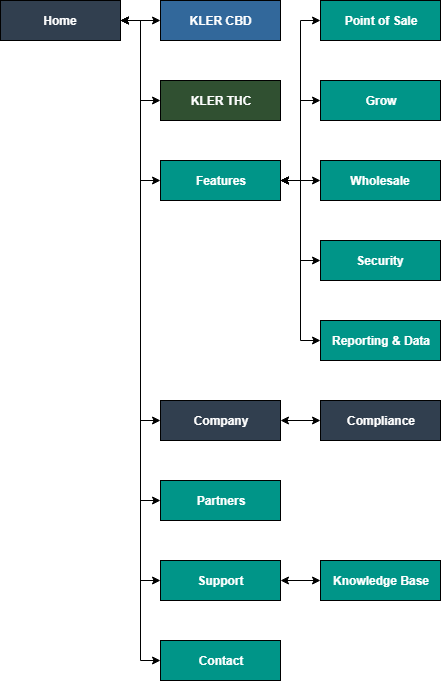 Home
KLER CBD
Point of Sale
KLER THC
Grow
Features
Wholesale
Security
Reporting & Data
Company
Compliance
Partners
Support
Knowledge Base
Contact